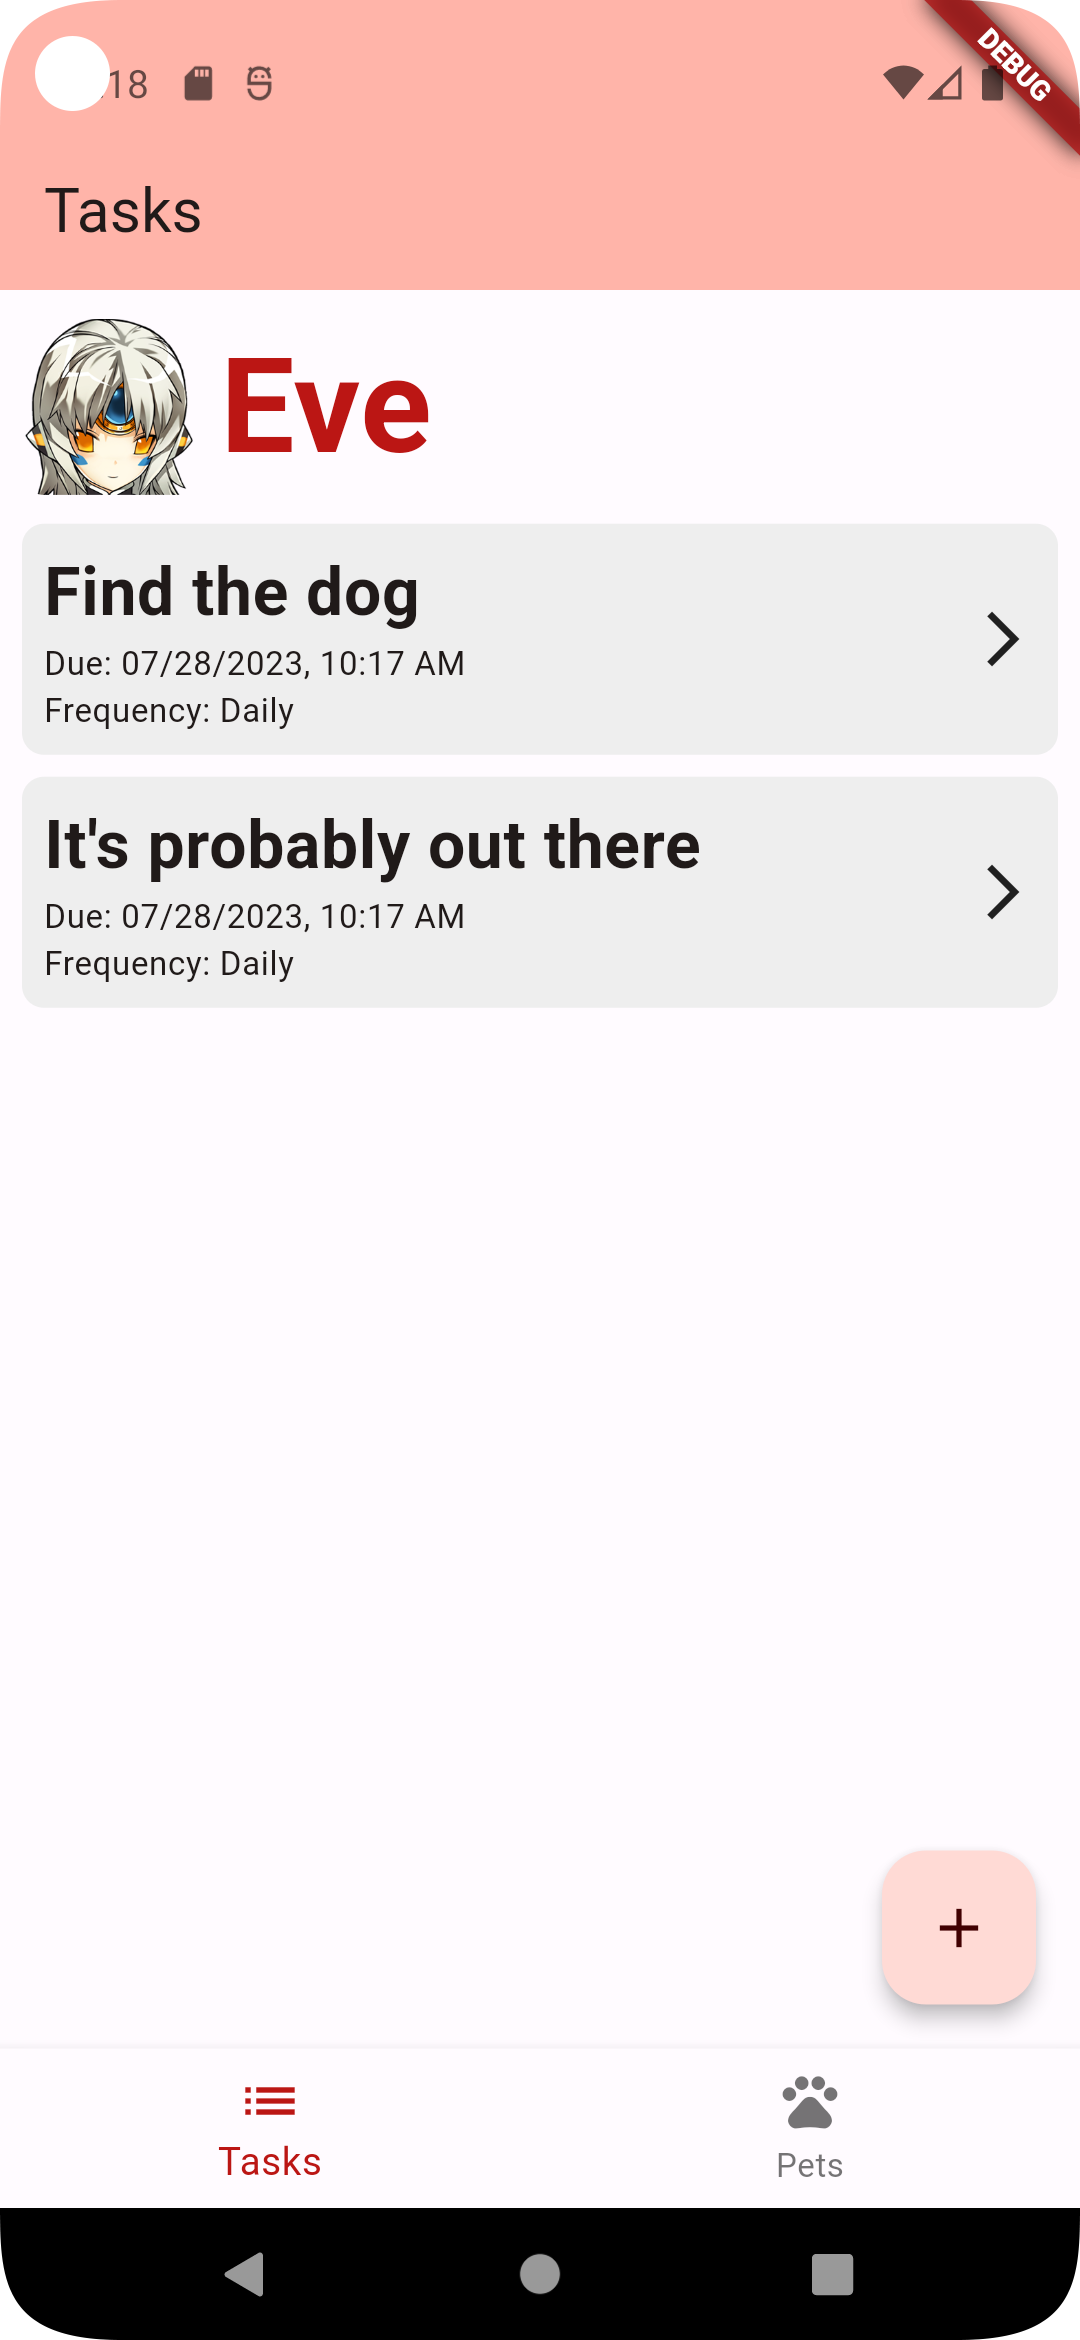 18
DEBUG
Tasks
Eve
Find the dog
Due: 07/28/2023, 10:17 AM
Frequency: Daily
It's probably out there
Due: 07/28/2023, 10:17 AM
Frequency: Daily
Tasks
Pets